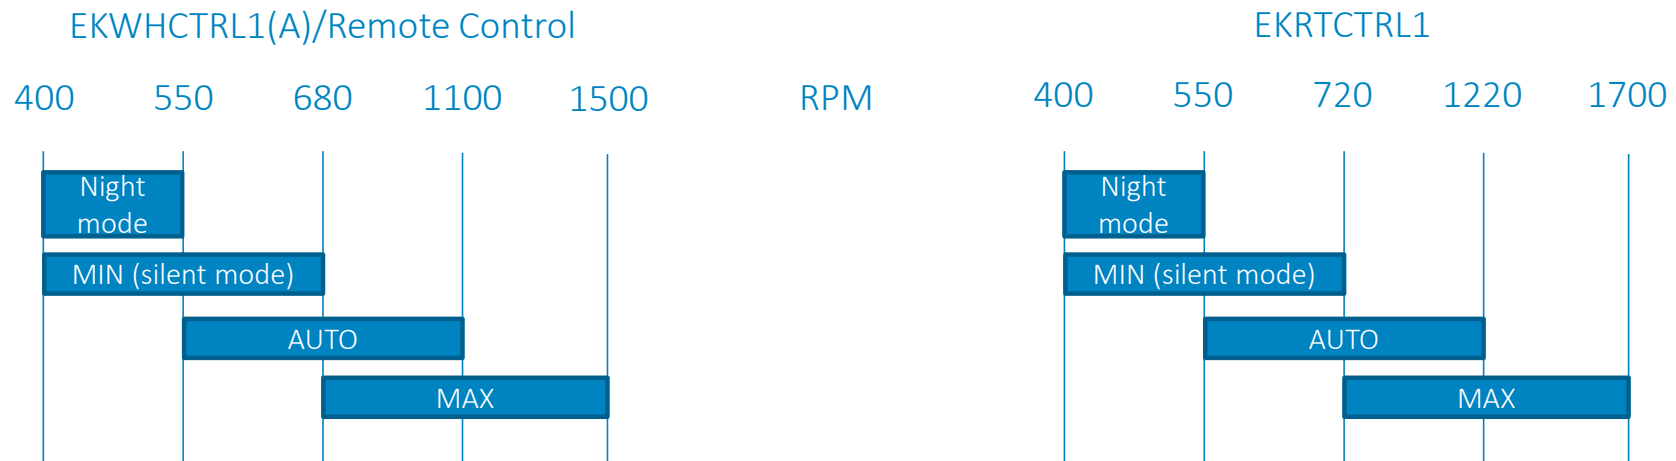 EKWHCTRL1(A)/Remote Control
400 550 680 1100 1500
Night
mode
MIN (silent mode)
AUTO
MAX
RPM
EKRTCTRL1
400 550 720 1220 1700
Night
mode
MIN (silent mode)
AUTO
MAX